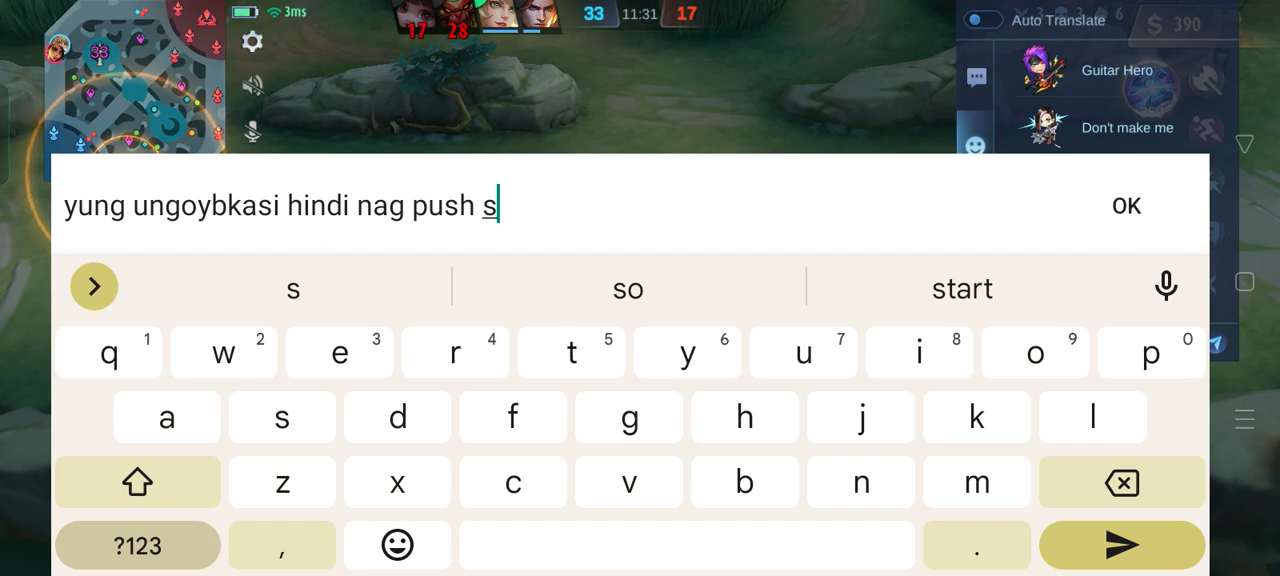 3ms
33 11:31 17
17 28
33
Auto Translate
$ 390
Guitar Hero
Don't make me
yung ungoybkasi hindi nag push s
OK
s so start
q 1 w 2 e 3 r 4 t 5 y 6 u 7 i 8 o 9 p 0
a s d f g h j k l
z x c v b n m
?123 , .